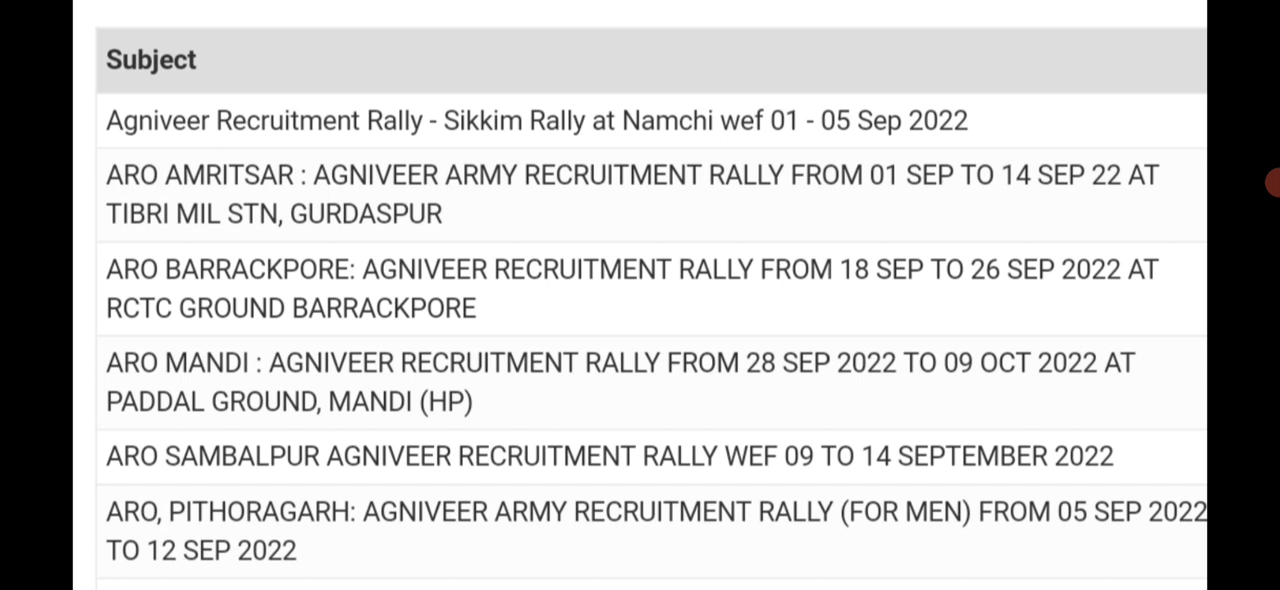 Subject
Agniveer Recruitment Rally - Sikkim Rally at Namchi wef 01 - 05 Sep 2022
ARO AMRITSAR : AGNIVEER ARMY RECRUITMENT RALLY FROM 01 SEP TO 14 SEP 22 AT
TIBRI MIL STN, GURDASPUR
ARO BARRACKPORE: AGNIVEER RECRUITMENT RALLY FROM 18 SEP TO 26 SEP 2022 AT
RCTC GROUND BARRACKPORE
ARO MANDI : AGNIVEER RECRUITMENT RALLY FROM 28 SEP 2022 TO 09 OCT 2022 AT
PADDAL GROUND, MANDI (HP)
ARO SAMBALPUR AGNIVEER RECRUITMENT RALLY WEF 09 TO 14 SEPTEMBER 2022
ARO, PITHORAGARH: AGNIVEER ARMY RECRUITMENT RALLY (FOR MEN) FROM 05 SEP 2022
TO 12 SEP 2022